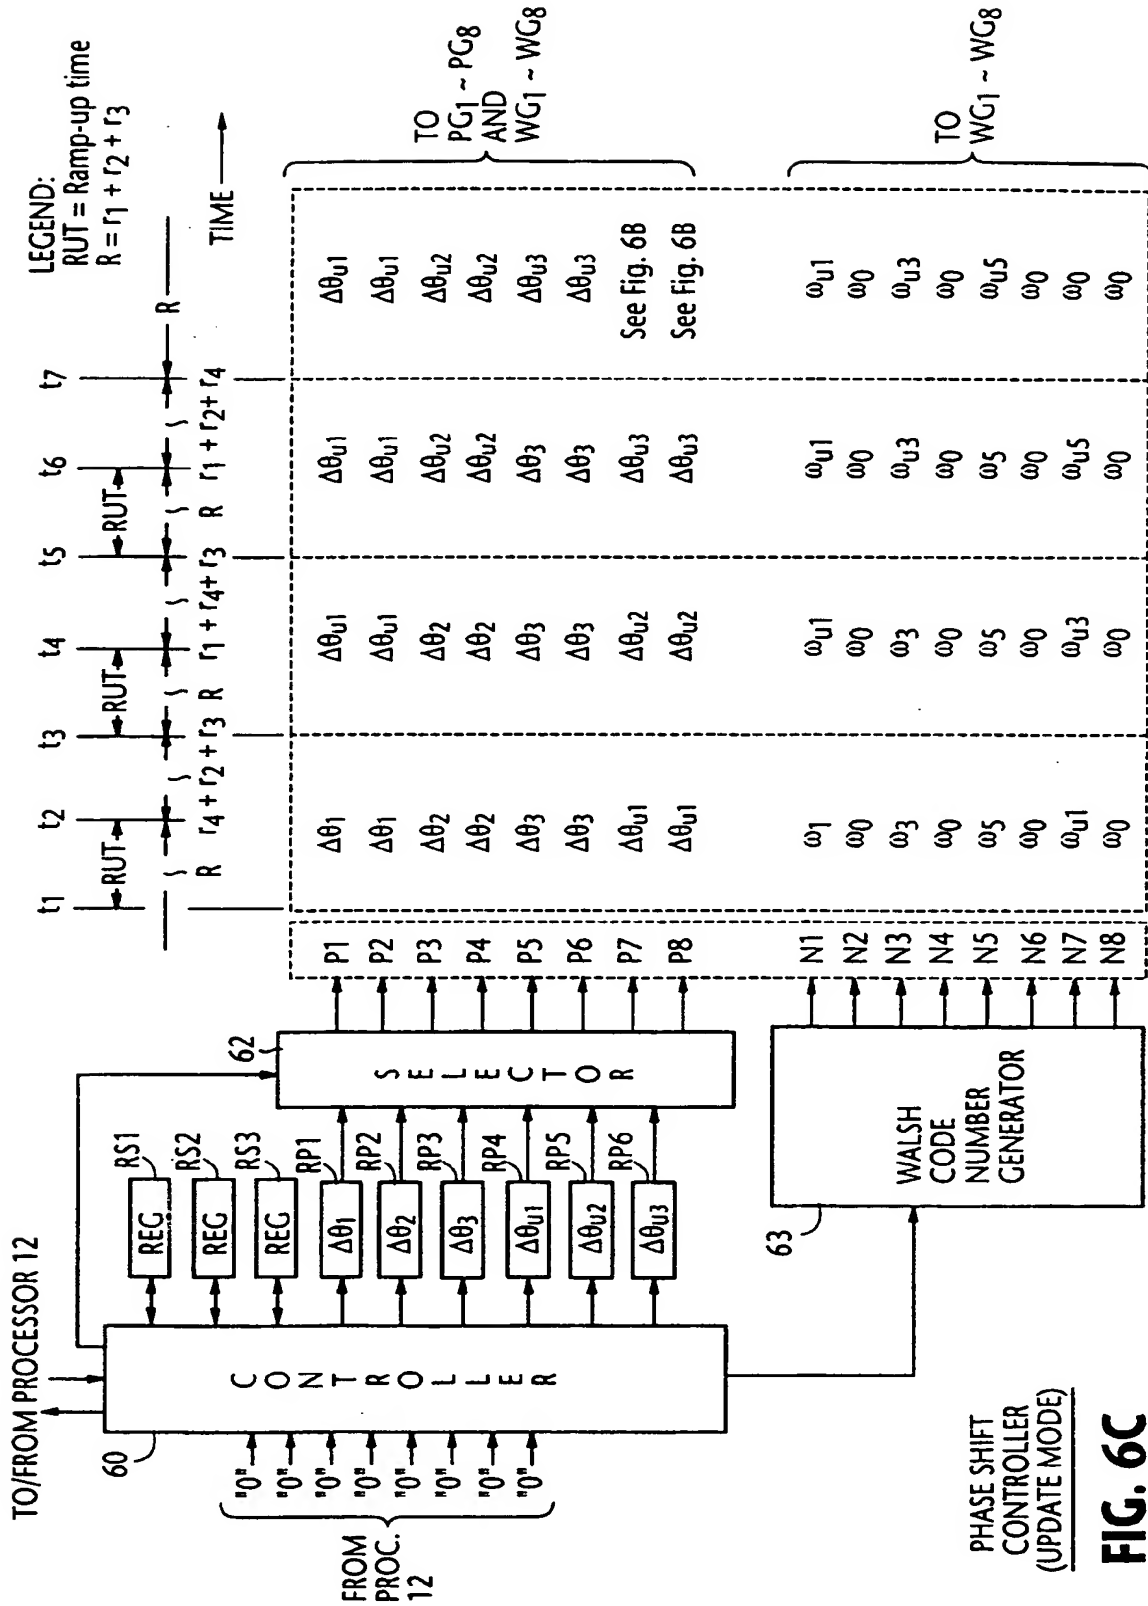 LEGEND:
RUT = Ramp-up time
R = r1 + r2 + r3
t1 t2 t3 t4 t5 t6 t7
RUT RUT RUT
R
R r4 + r2 + r3 R r1 + r4 + r3 R r1 + r2 + r4
TIME
TO/FROM PROCESSOR 12
60
CONTROLLER
"0"
"0"
"0"
"0"
"0"
"0"
"0"
"0"
FROM
PROC.
12
REG RS1
REG RS2
REG RS3
Δθ1 RP1
Δθ2 RP2
Δθ3 RP3
Δθu1 RP4
Δθu2 RP5
Δθu3 RP6
62
SELECTOR
P1 Δθ1 Δθu1 Δθu1 Δθu1
P2 Δθ1 Δθu1 Δθu1 Δθu1
P3 Δθ2 Δθ2 Δθu2 Δθu2
P4 Δθ2 Δθ2 Δθu2 Δθu2
P5 Δθ3 Δθ3 Δθ3 Δθu3
P6 Δθ3 Δθ3 Δθ3 Δθu3
P7 Δθu1 Δθu2 Δθu3 See Fig. 6B
P8 Δθu1 Δθu2 Δθu3 See Fig. 6B
TO
PG1 ~ PG8
AND
WG1 ~ WG8
63
WALSH
CODE
NUMBER
GENERATOR
N1 ω1 ωu1 ωu1 ωu1
N2 ω0 ω0 ω0 ω0
N3 ω3 ω3 ωu3 ωu3
N4 ω0 ω0 ω0 ω0
N5 ω5 ω5 ω5 ωu5
N6 ω0 ω0 ω0 ω0
N7 ωu1 ωu3 ωu5 ω0
N8 ω0 ω0 ω0 ω0
TO
WG1 ~ WG8
PHASE SHIFT
CONTROLLER
(UPDATE MODE)
FIG. 6C